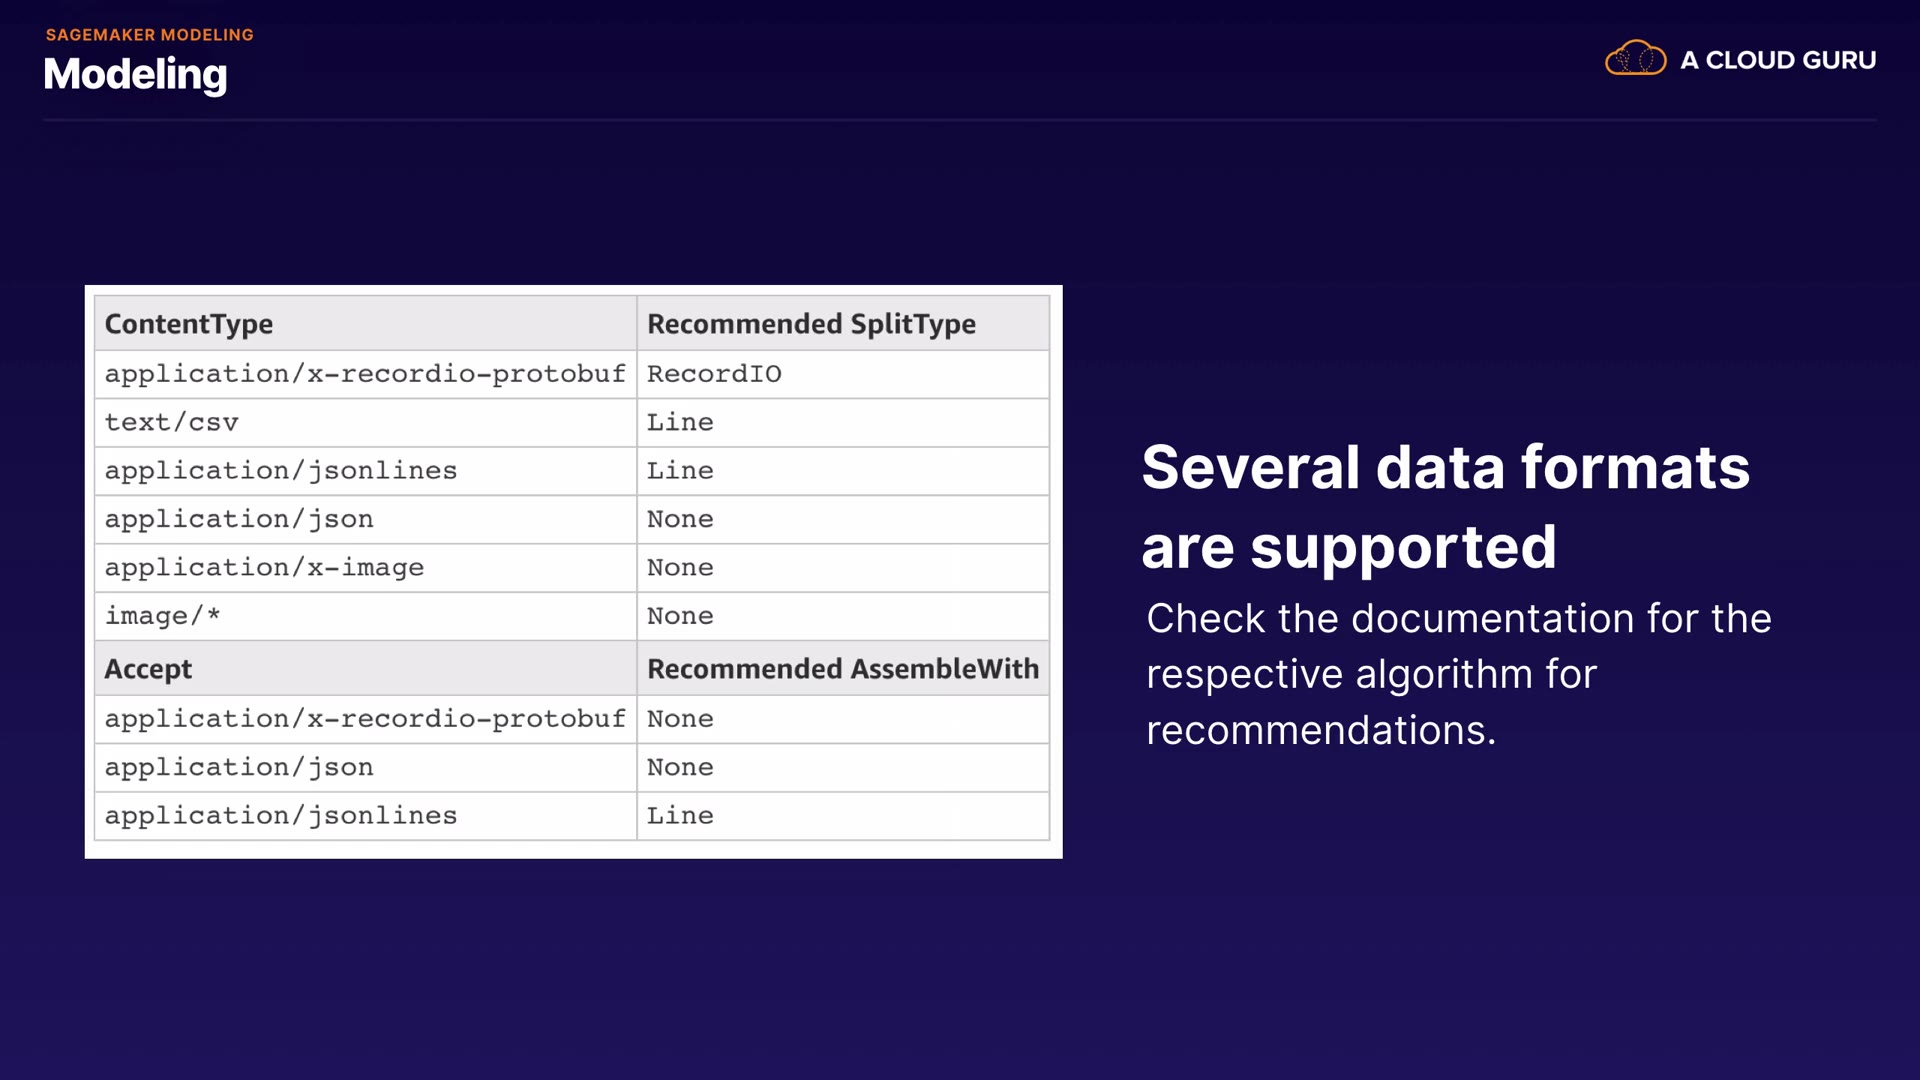 SAGEMAKER MODELING
Modeling
A CLOUD GURU
ContentType Recommended SplitType
application/x-recordio-protobuf RecordIO
text/csv Line
application/jsonlines Line
application/json None
application/x-image None
image/* None
Accept Recommended AssembleWith
application/x-recordio-protobuf None
application/json None
application/jsonlines Line
Several data formats
are supported
Check the documentation for the
respective algorithm for
recommendations.